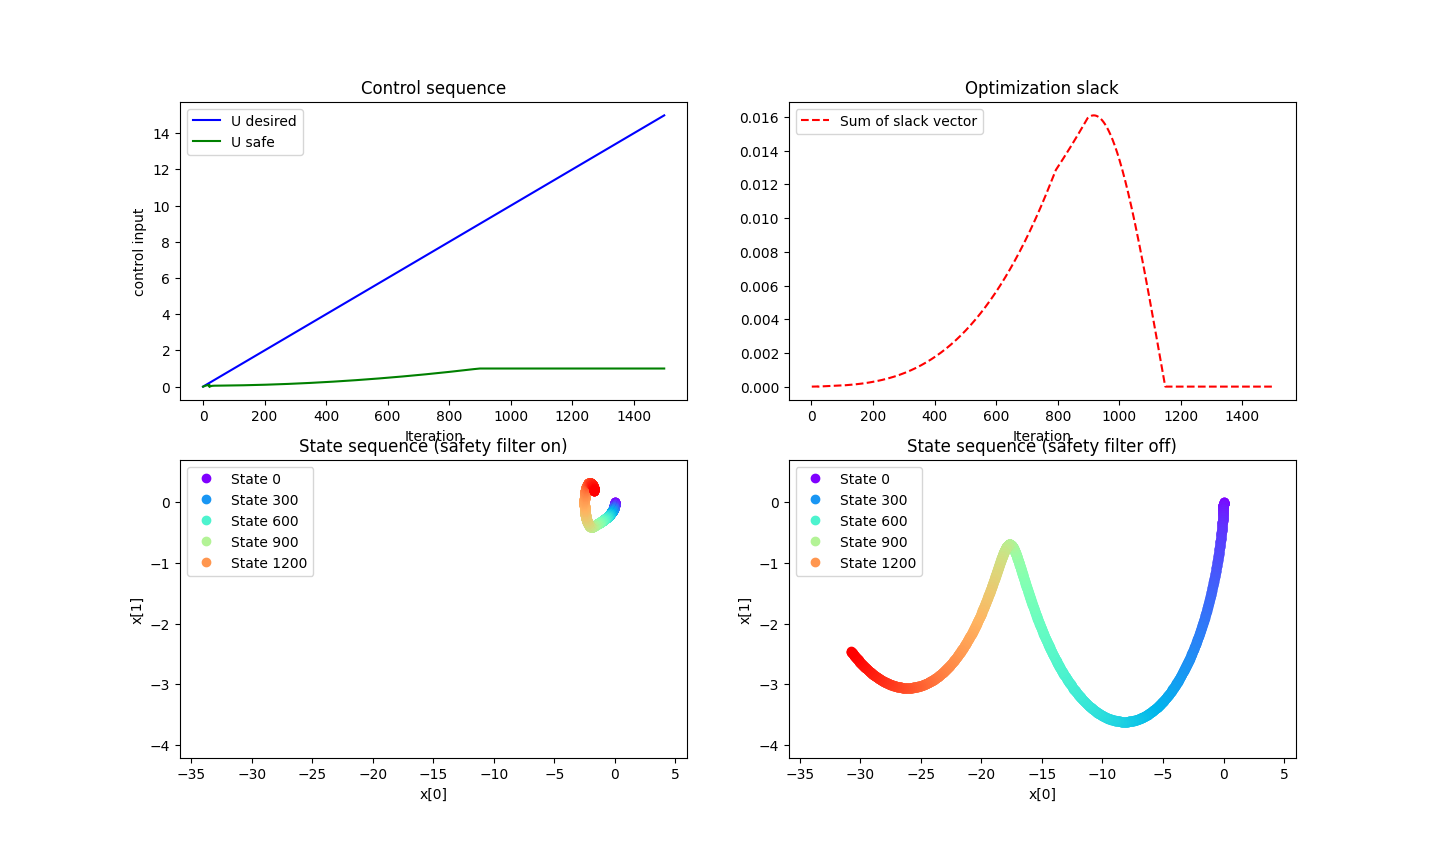 Control sequence
U desired
U safe
14
12
10
8
6
4
2
0
control input
0 200 400 600 800 1000 1200 1400
Iteration
Optimization slack
Sum of slack vector
0.016
0.014
0.012
0.010
0.008
0.006
0.004
0.002
0.000
0 200 400 600 800 1000 1200 1400
Iteration
State sequence (safety filter on)
State 0
State 300
State 600
State 900
State 1200
0
−1
−2
−3
−4
x[1]
−35 −30 −25 −20 −15 −10 −5 0 5
x[0]
State sequence (safety filter off)
State 0
State 300
State 600
State 900
State 1200
0
−1
−2
−3
−4
x[1]
−35 −30 −25 −20 −15 −10 −5 0 5
x[0]